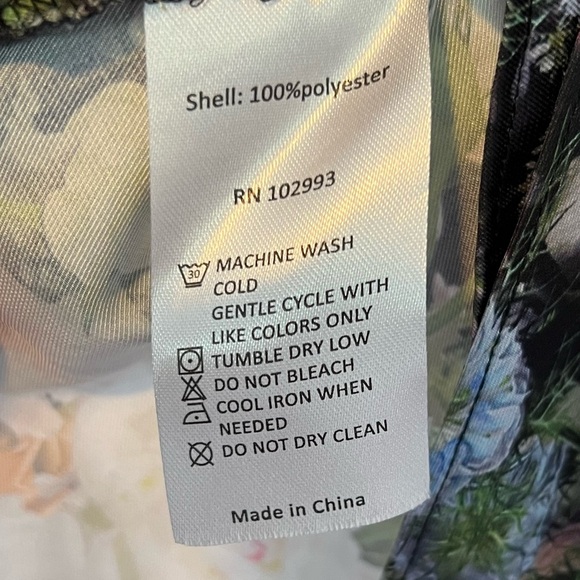 Shell: 100%polyester
RN 102993
30 MACHINE WASH
COLD
GENTLE CYCLE WITH
LIKE COLORS ONLY
TUMBLE DRY LOW
DO NOT BLEACH
COOL IRON WHEN
NEEDED
DO NOT DRY CLEAN
Made in China